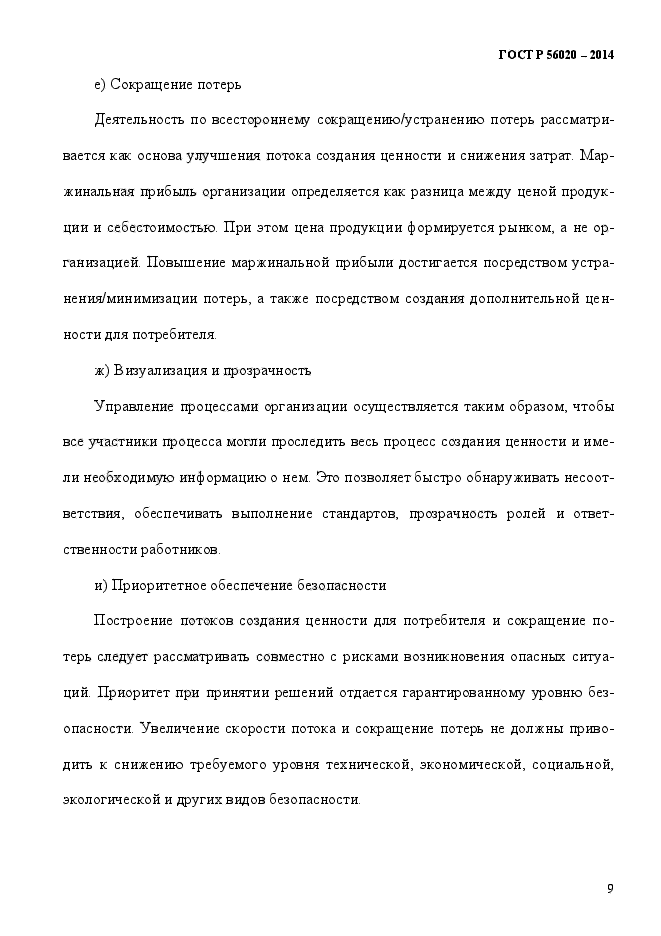 ГОСТ Р 56020 – 2014
е) Сокращение потерь
Деятельность по всестороннему сокращению/устранению потерь рассматри-
вается как основа улучшения потока создания ценности и снижения затрат. Мар-
жинальная прибыль организации определяется как разница между ценой продук-
ции и себестоимостью. При этом цена продукции формируется рынком, а не ор-
ганизацией. Повышение маржинальной прибыли достигается посредством устра-
нения/минимизации потерь, а также посредством создания дополнительной цен-
ности для потребителя.
ж) Визуализация и прозрачность
Управление процессами организации осуществляется таким образом, чтобы
все участники процесса могли проследить весь процесс создания ценности и име-
ли необходимую информацию о нем. Это позволяет быстро обнаруживать несоот-
ветствия, обеспечивать выполнение стандартов, прозрачность ролей и ответ-
ственности работников.
и) Приоритетное обеспечение безопасности
Построение потоков создания ценности для потребителя и сокращение по-
терь следует рассматривать совместно с рисками возникновения опасных ситуа-
ций. Приоритет при принятии решений отдается гарантированному уровню без-
опасности. Увеличение скорости потока и сокращение потерь не должны приво-
дить к снижению требуемого уровня технической, экономической, социальной,
экологической и других видов безопасности.
9